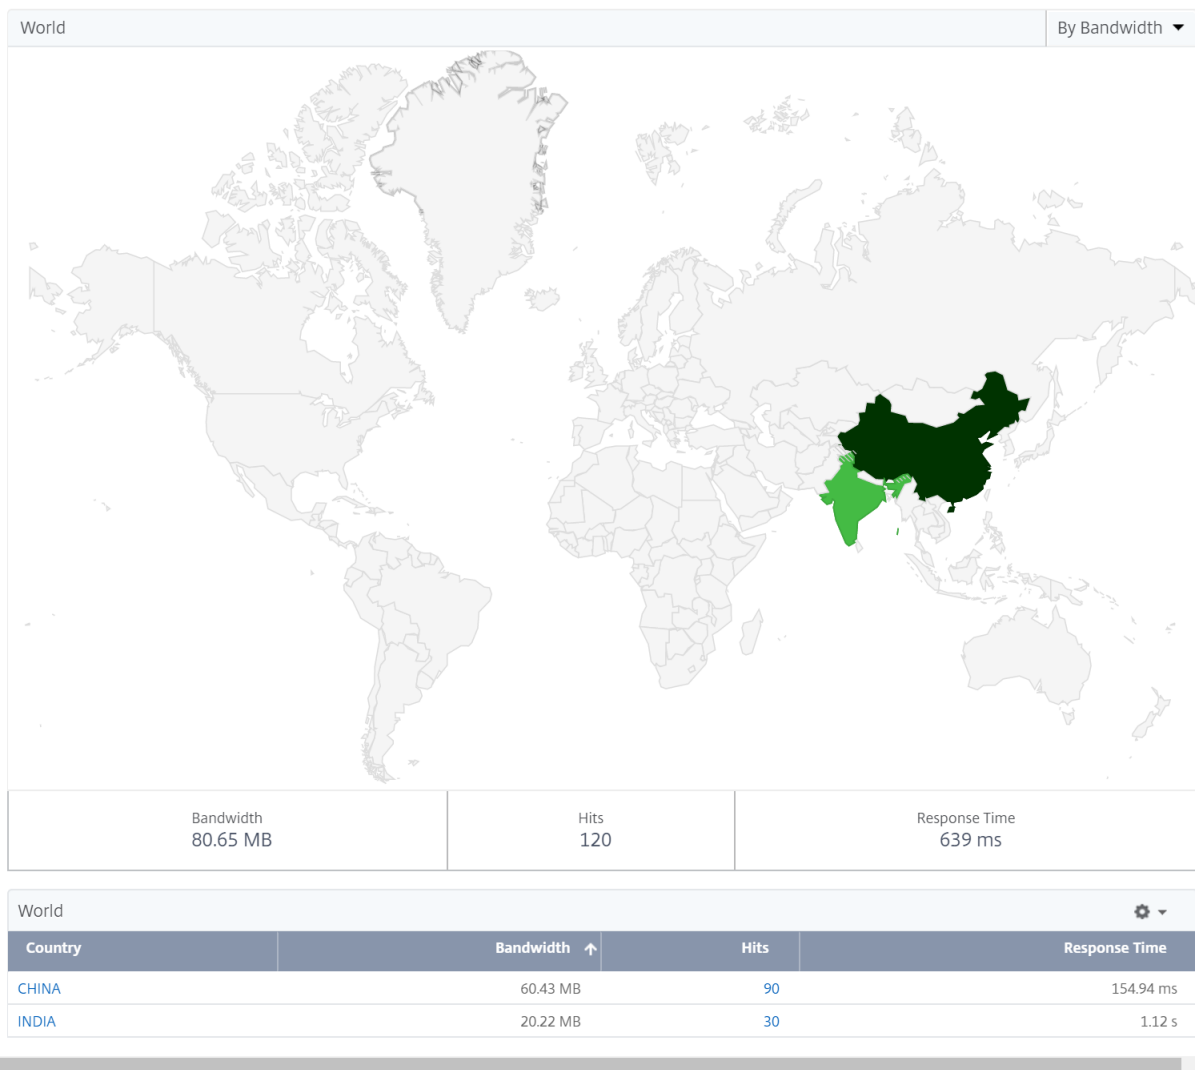 World By Bandwidth
Bandwidth Hits Response Time
80.65 MB 120 639 ms
World
Country Bandwidth Hits Response Time
CHINA 60.43 MB 90 154.94 ms
INDIA 20.22 MB 30 1.12 s